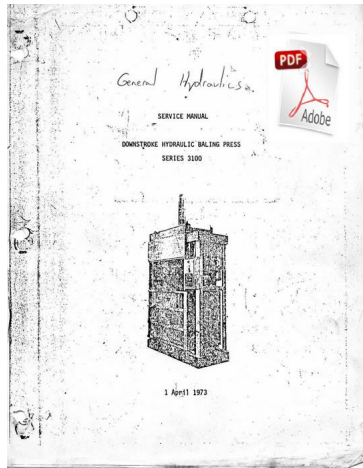 General Hydraulics
PDF
Adobe
SERVICE MANUAL
DOWNSTROKE HYDRAULIC BALING PRESS
SERIES 3100
1 April 1973